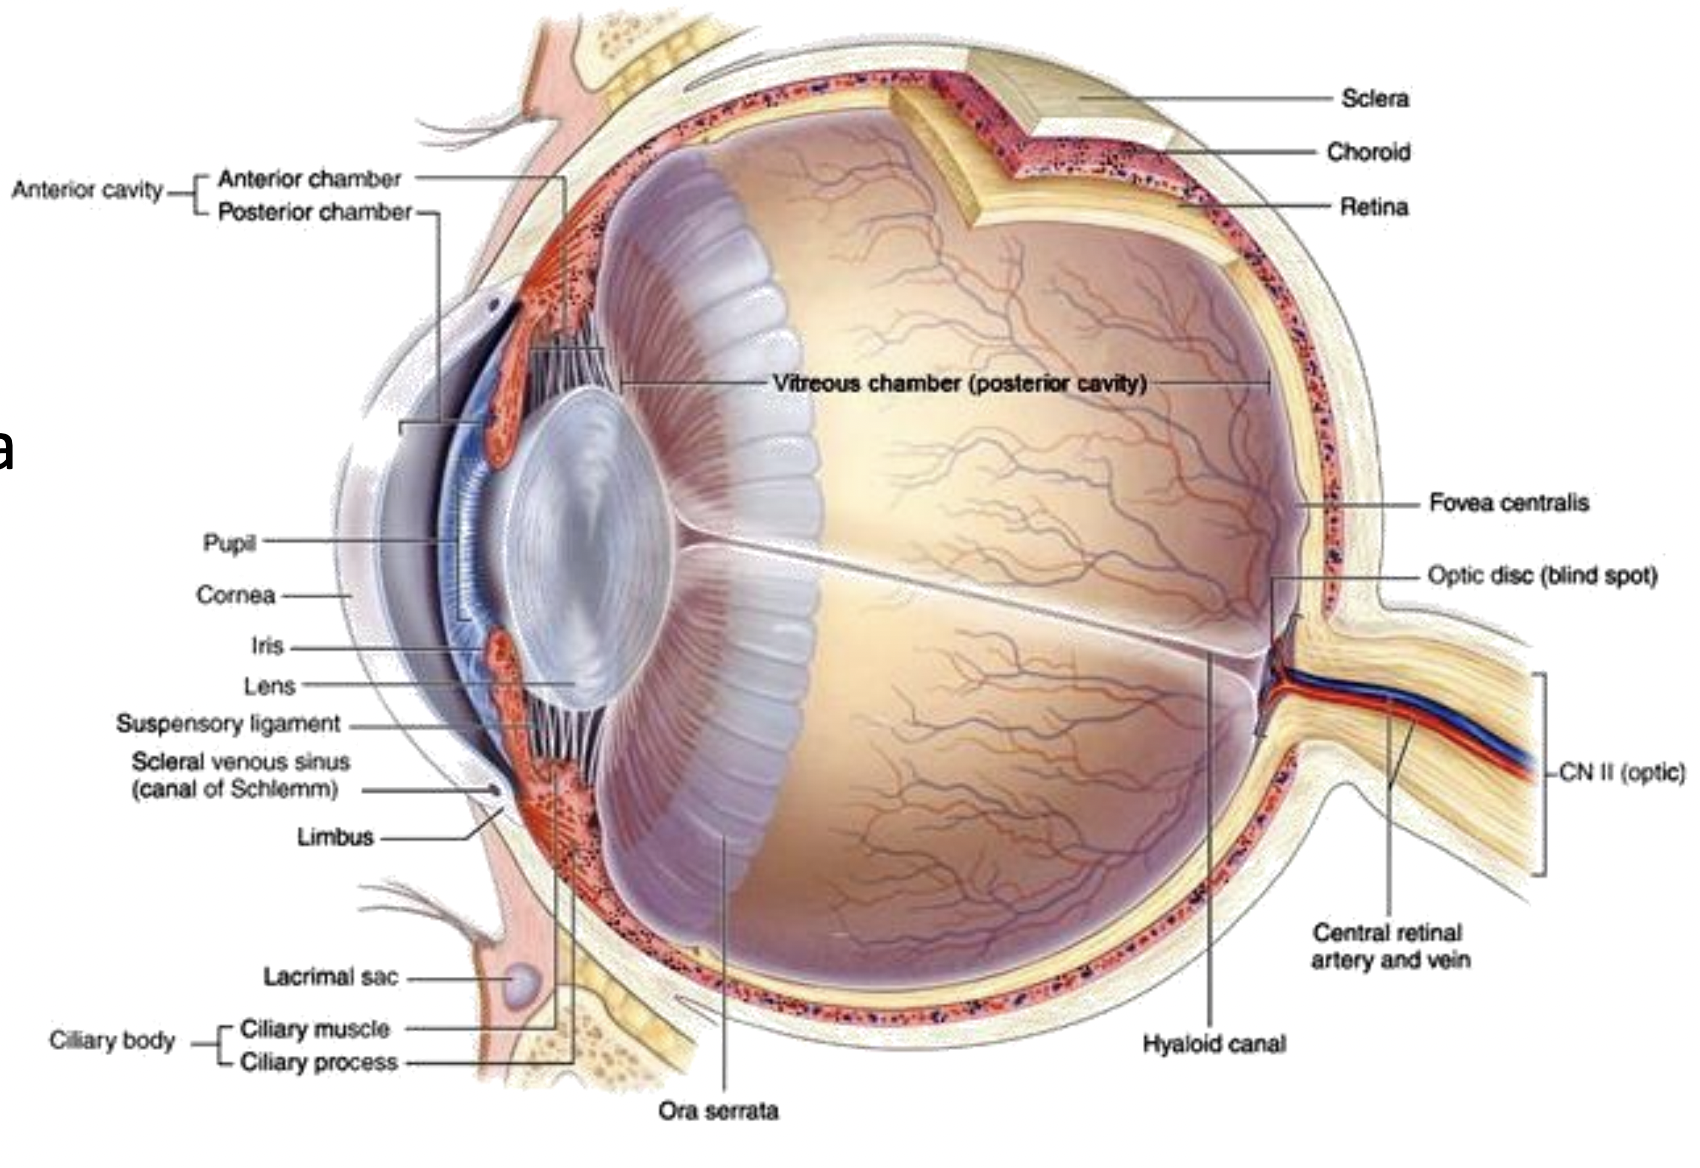 Sclera
Choroid
Retina
Anterior cavity
Anterior chamber
Posterior chamber
Vitreous chamber (posterior cavity)
a
Fovea centralis
Pupil
Optic disc (blind spot)
Cornea
Iris
Lens
Suspensory ligament
Scleral venous sinus
(canal of Schlemm)
CN II (optic)
Limbus
Central retinal
artery and vein
Lacrimal sac
Ciliary body
Ciliary muscle
Ciliary process
Hyaloid canal
Ora serrata